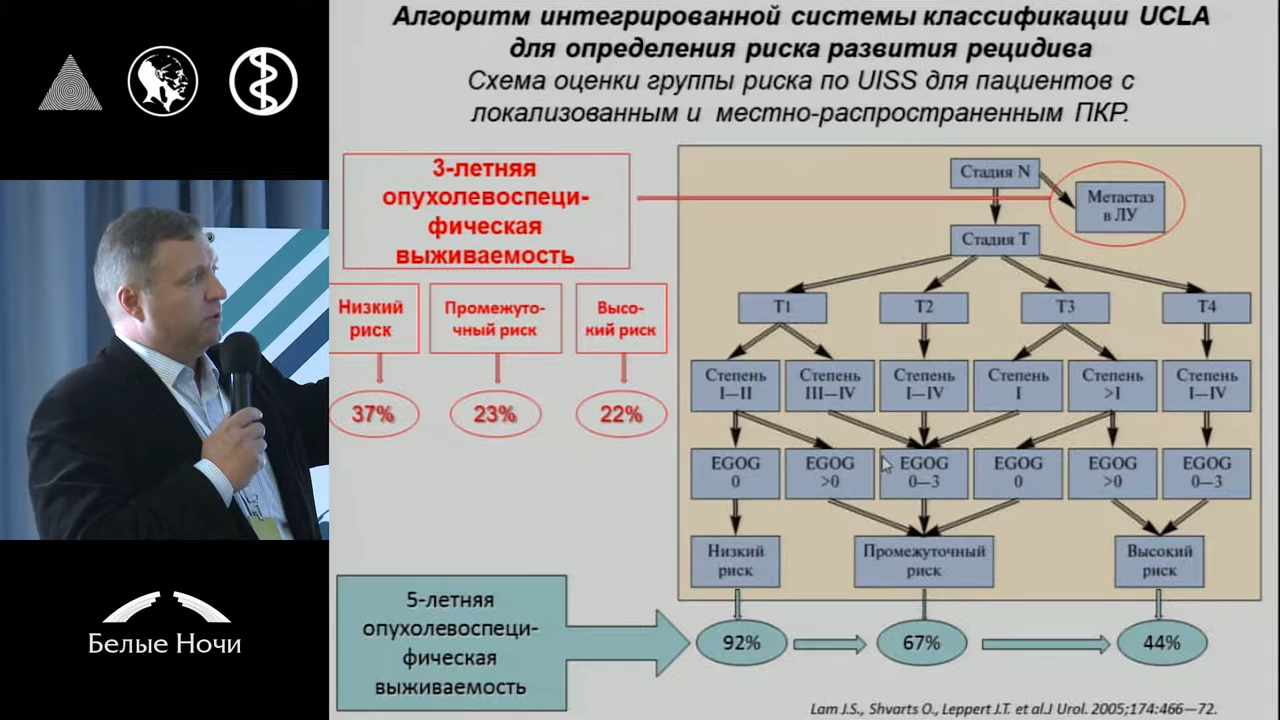 Алгоритм интегрированной системы классификации UCLA
для определения риска развития рецидива
Схема оценки группы риска по UISS для пациентов с
локализованным и местно-распространенным ПКР.
3-летняя
опухолевоспеци-
фическая
выживаемость
Низкий
риск
Промежуто-
чный риск
Высо-
кий риск
37%
23%
22%
Стадия N
Метастаз
в ЛУ
Стадия T
T1
T2
T3
T4
Степень
I—II
Степень
III—IV
Степень
I—IV
Степень
I
Степень
>I
Степень
I—IV
EGOG
0
EGOG
>0
EGOG
0—3
EGOG
0
EGOG
>0
EGOG
0—3
Низкий
риск
Промежуточный
риск
Высокий
риск
5-летняя
опухолевоспеци-
фическая
выживаемость
92%
67%
44%
Lam J.S., Shvarts O., Leppert J.T. et al.J Urol. 2005;174:466—72.
Белые Ночи